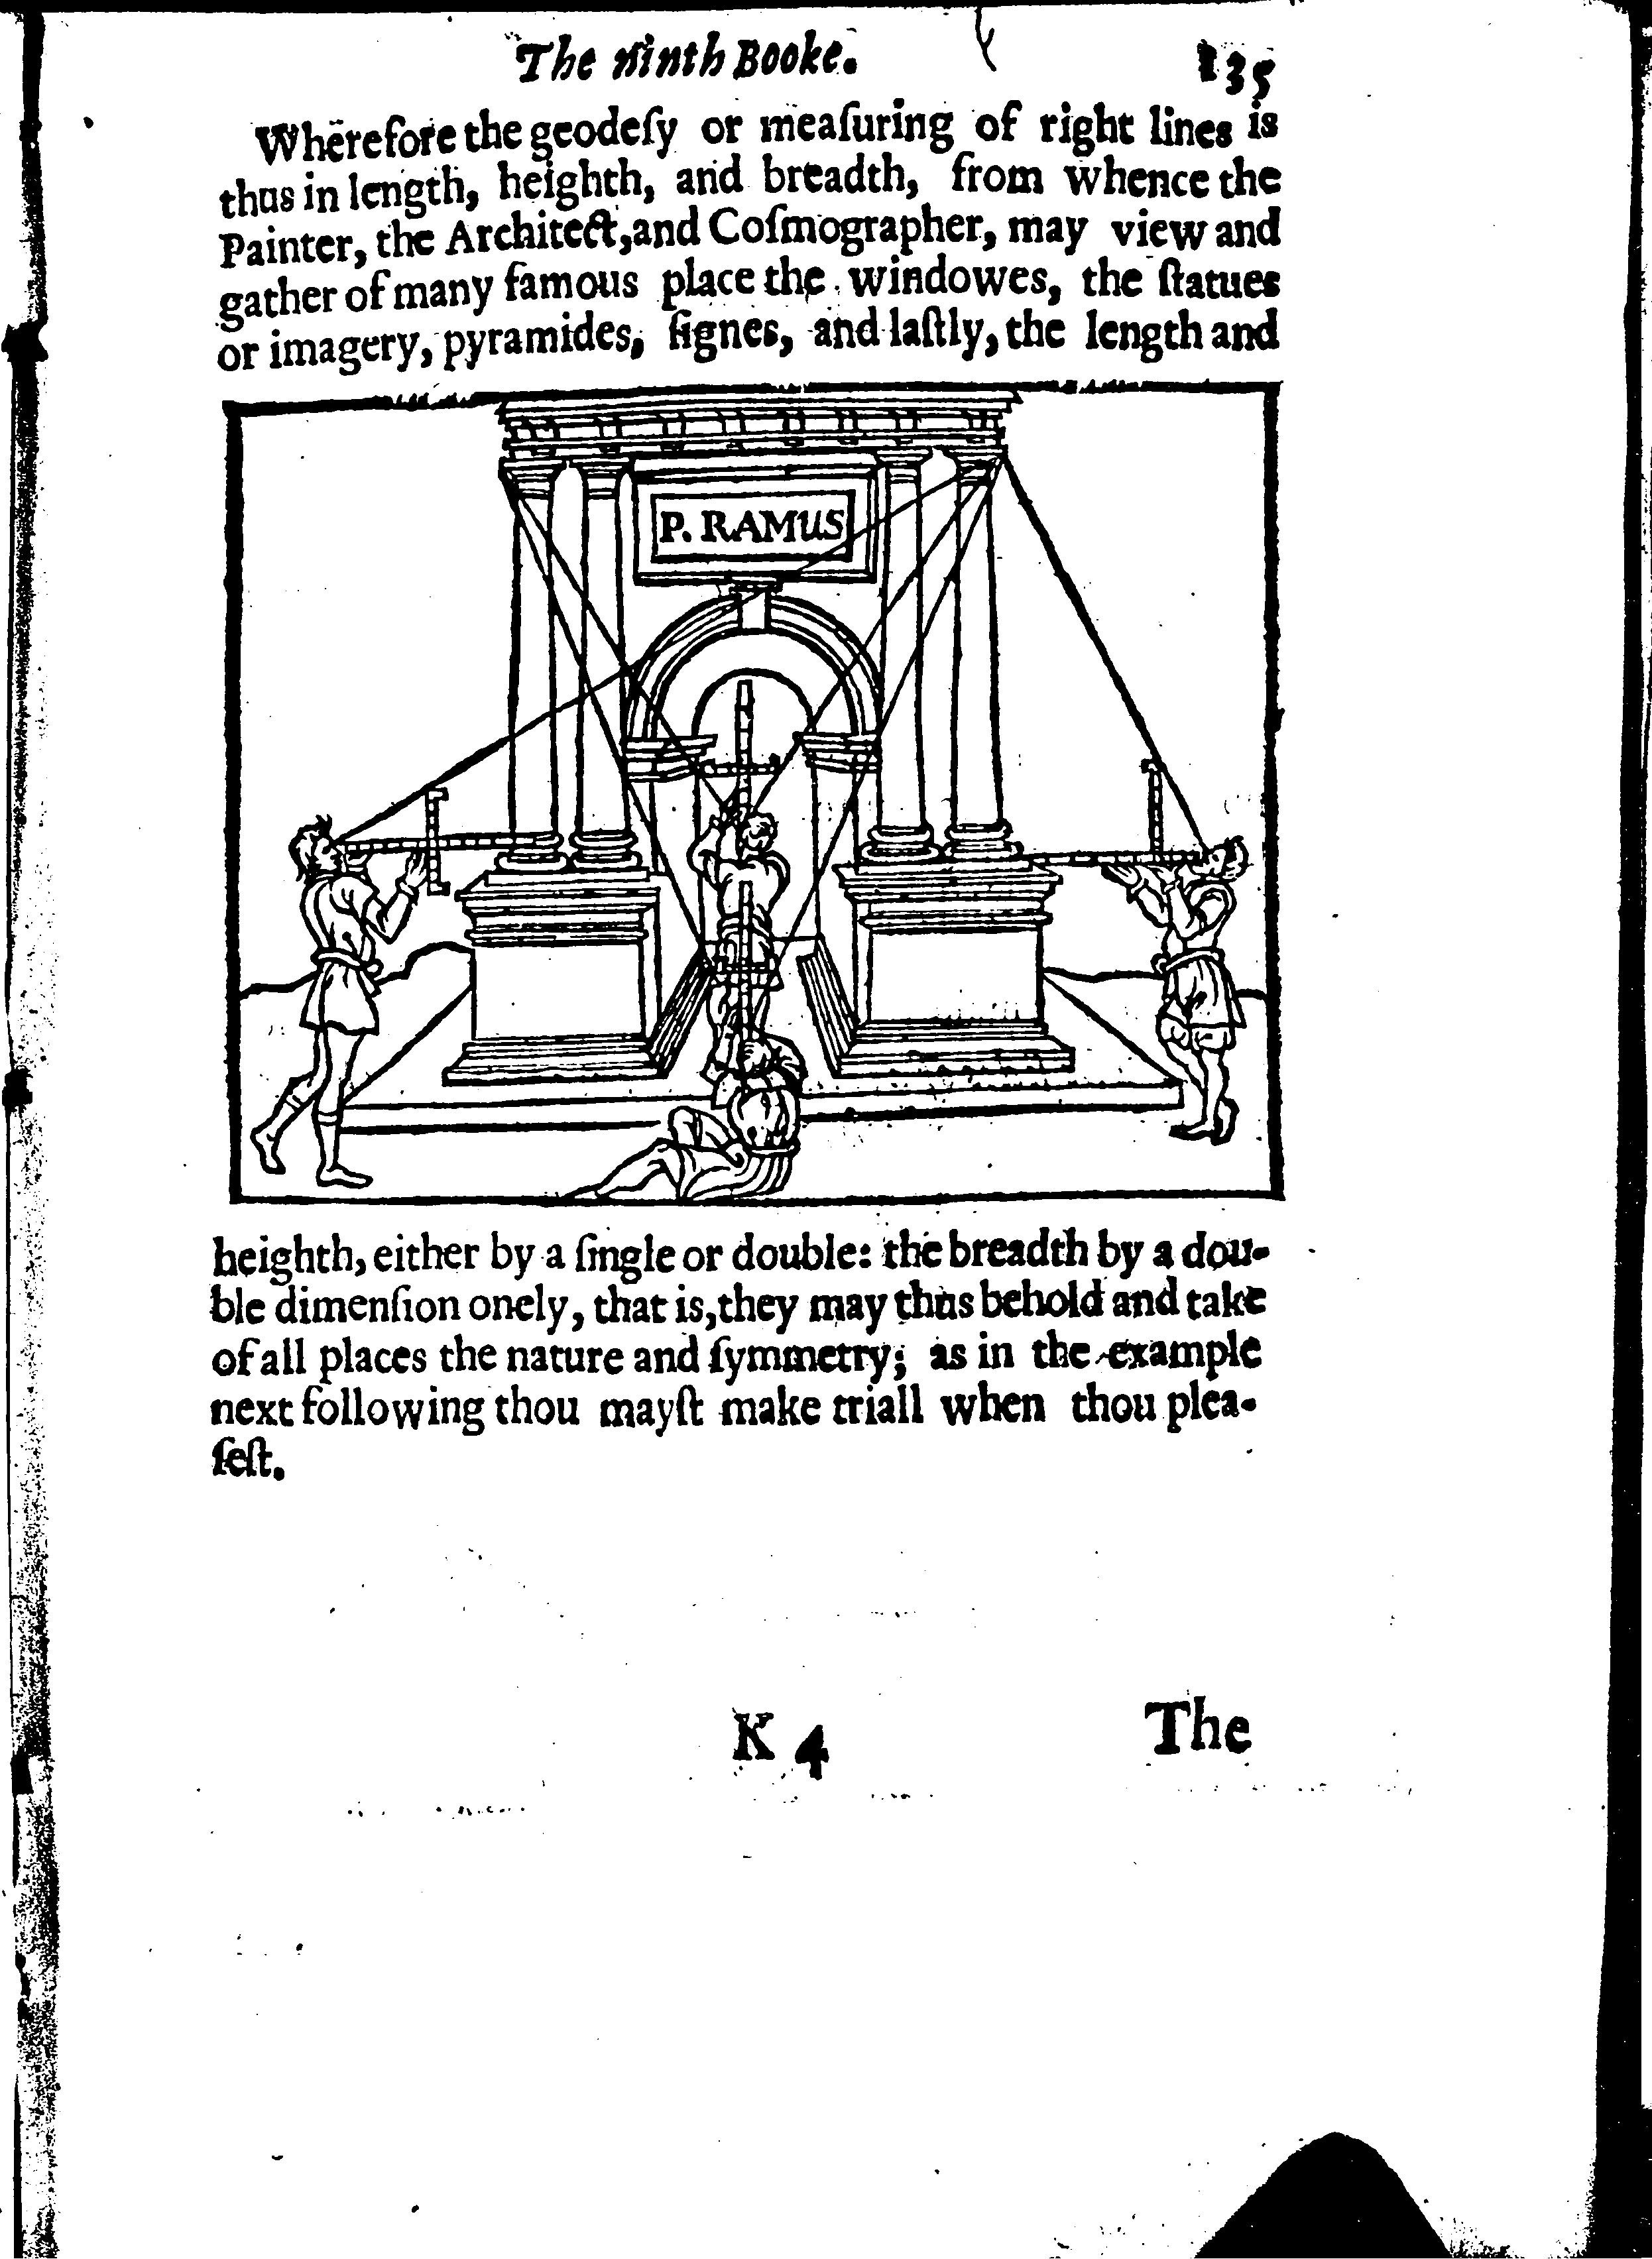 The Ninth Booke. 135
Wherefore the geodeſy or meaſuring of right lines is
thus in length, heighth, and breadth, from whence the
Painter, the Architect, and Coſmographer, may view and
gather of many famous place the windowes, the ſtatues
or imagery, pyramides, ſignes, and laſtly, the length and
P. RAMUS
heighth, either by a ſingle or double: the breadth by a dou-
ble dimenſion onely, that is, they may thus behold and take
of all places the nature and ſymmetry; as in the example
next following thou mayſt make triall when thou plea-
ſeſt.
K 4 The